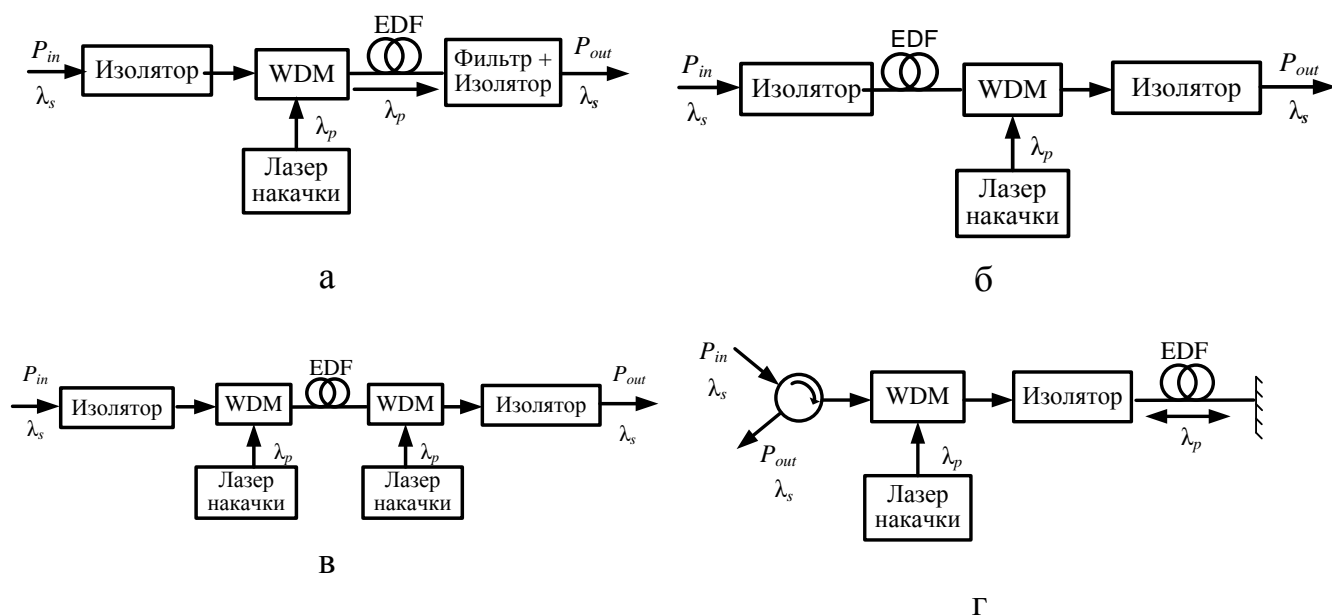 EDF
P_in
P_out
Изолятор
WDM
Фильтр +
Изолятор
λ_s
λ_s
λ_p
λ_p
Лазер
накачки
а
EDF
P_in
P_out
Изолятор
WDM
Изолятор
λ_s
λ_s
λ_p
Лазер
накачки
б
EDF
P_in
P_out
Изолятор
WDM
WDM
Изолятор
λ_s
λ_s
λ_p
λ_p
Лазер
накачки
Лазер
накачки
в
P_in
EDF
λ_s
WDM
Изолятор
λ_p
P_out
λ_p
λ_s
Лазер
накачки
г